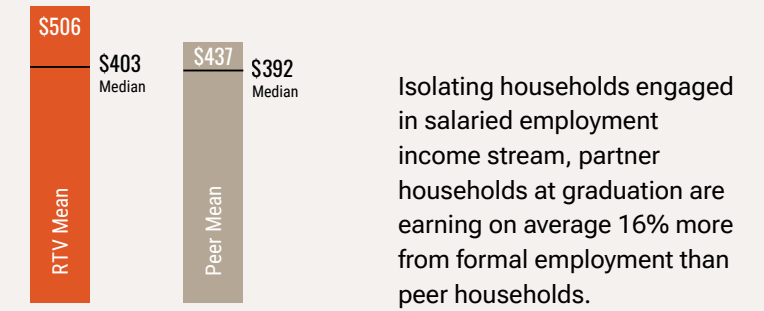 $506
$403
Median
RTV Mean
$437
$392
Median
Peer Mean
Isolating households engaged
in salaried employment
income stream, partner
households at graduation are
earning on average 16% more
from formal employment than
peer households.